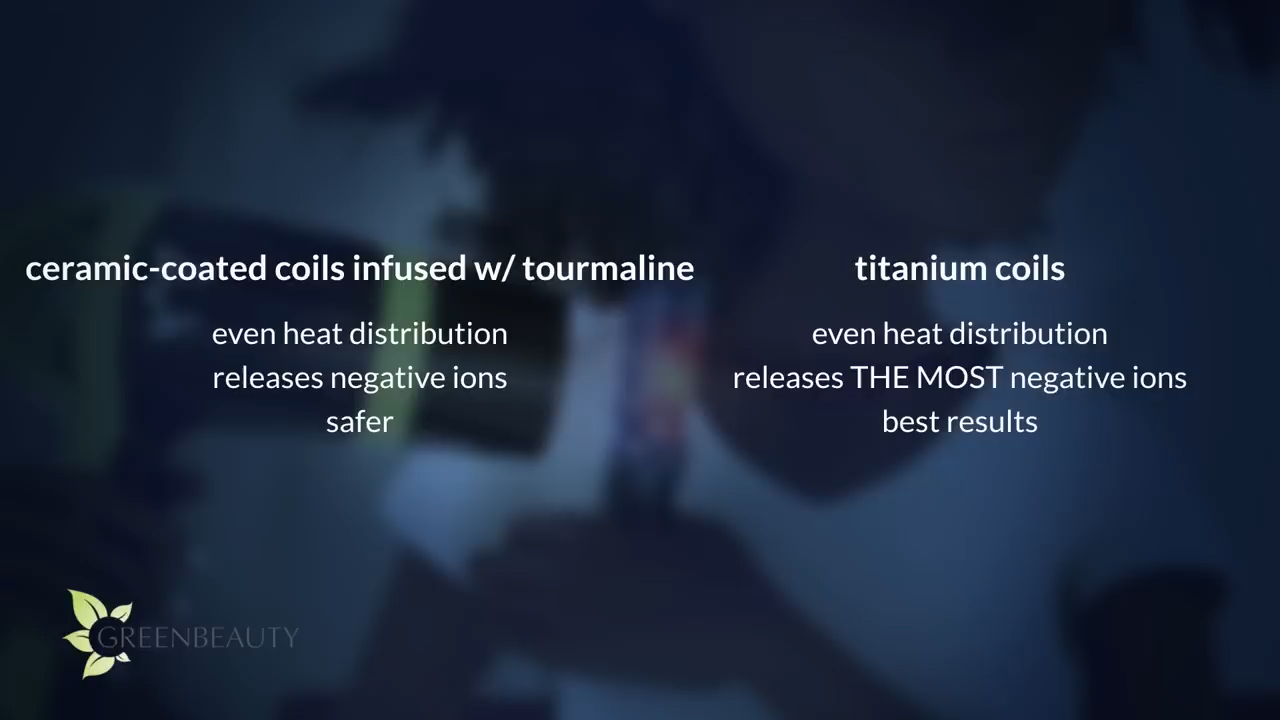 ceramic-coated coils infused w/ tourmaline
even heat distribution
releases negative ions
safer
titanium coils
even heat distribution
releases THE MOST negative ions
best results
GREENBEAUTY